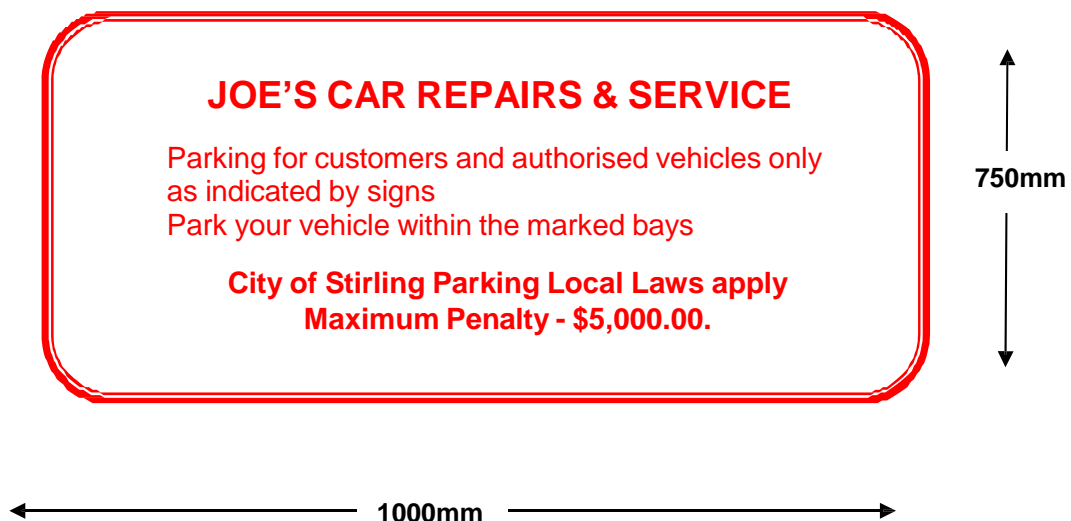 JOE’S CAR REPAIRS & SERVICE
Parking for customers and authorised vehicles only
as indicated by signs
Park your vehicle within the marked bays
City of Stirling Parking Local Laws apply
Maximum Penalty - $5,000.00.
750mm
1000mm